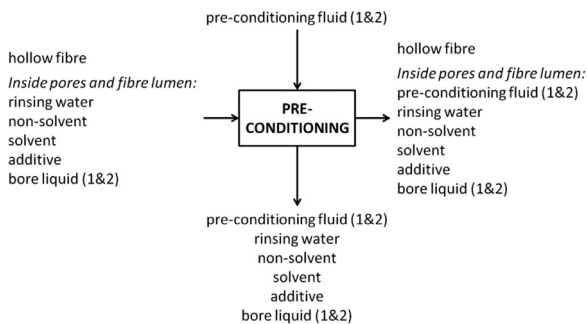 pre-conditioning fluid (1&2)
hollow fibre
Inside pores and fibre lumen:
rinsing water
non-solvent
solvent
additive
bore liquid (1&2)
PRE-
CONDITIONING
hollow fibre
Inside pores and fibre lumen:
pre-conditioning fluid (1&2)
rinsing water
non-solvent
solvent
additive
bore liquid (1&2)
pre-conditioning fluid (1&2)
rinsing water
non-solvent
solvent
additive
bore liquid (1&2)